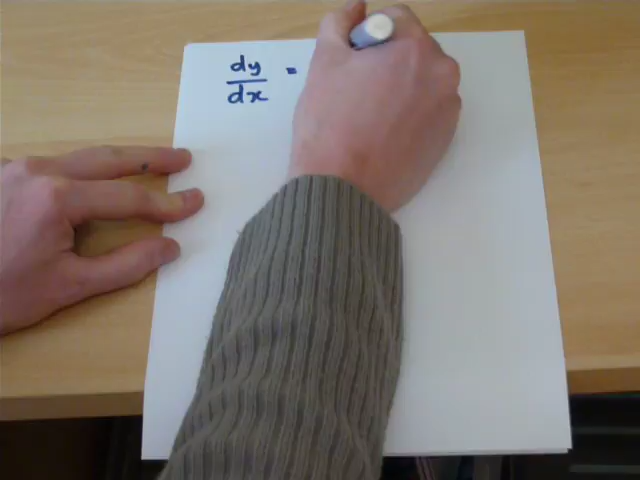 dy/dx =